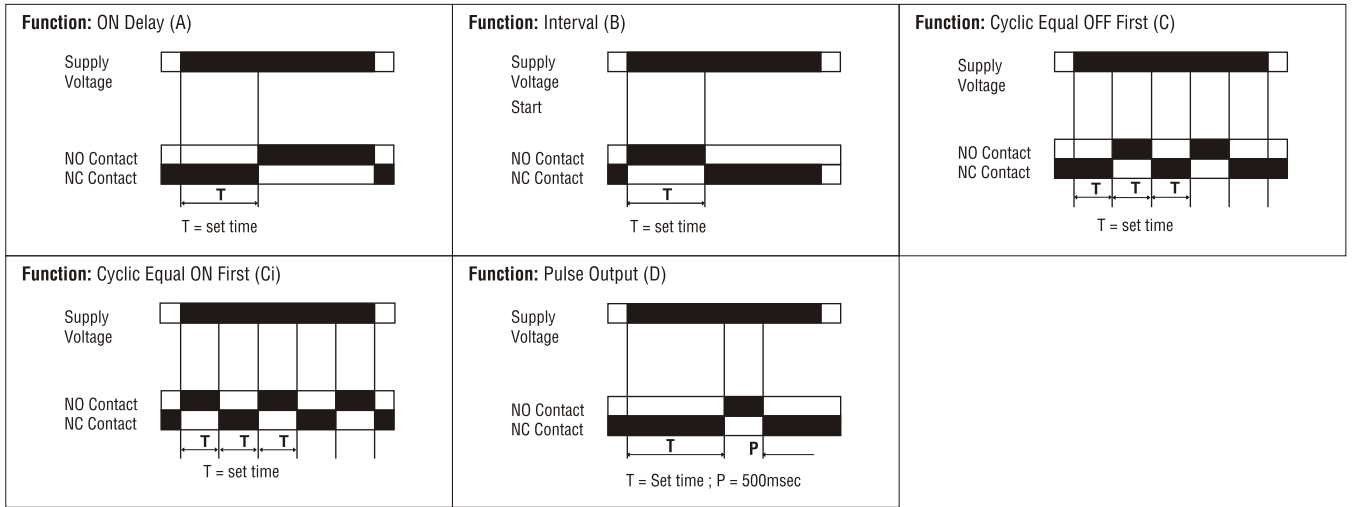 Function: ON Delay (A)
Supply
Voltage
NO Contact
NC Contact
T
T = set time
Function: Interval (B)
Supply
Voltage
Start
NO Contact
NC Contact
T
T = set time
Function: Cyclic Equal OFF First (C)
Supply
Voltage
NO Contact
NC Contact
T T T
T = set time
Function: Cyclic Equal ON First (Ci)
Supply
Voltage
NO Contact
NC Contact
T T T
T = set time
Function: Pulse Output (D)
Supply
Voltage
NO Contact
NC Contact
T P
T = Set time ; P = 500msec